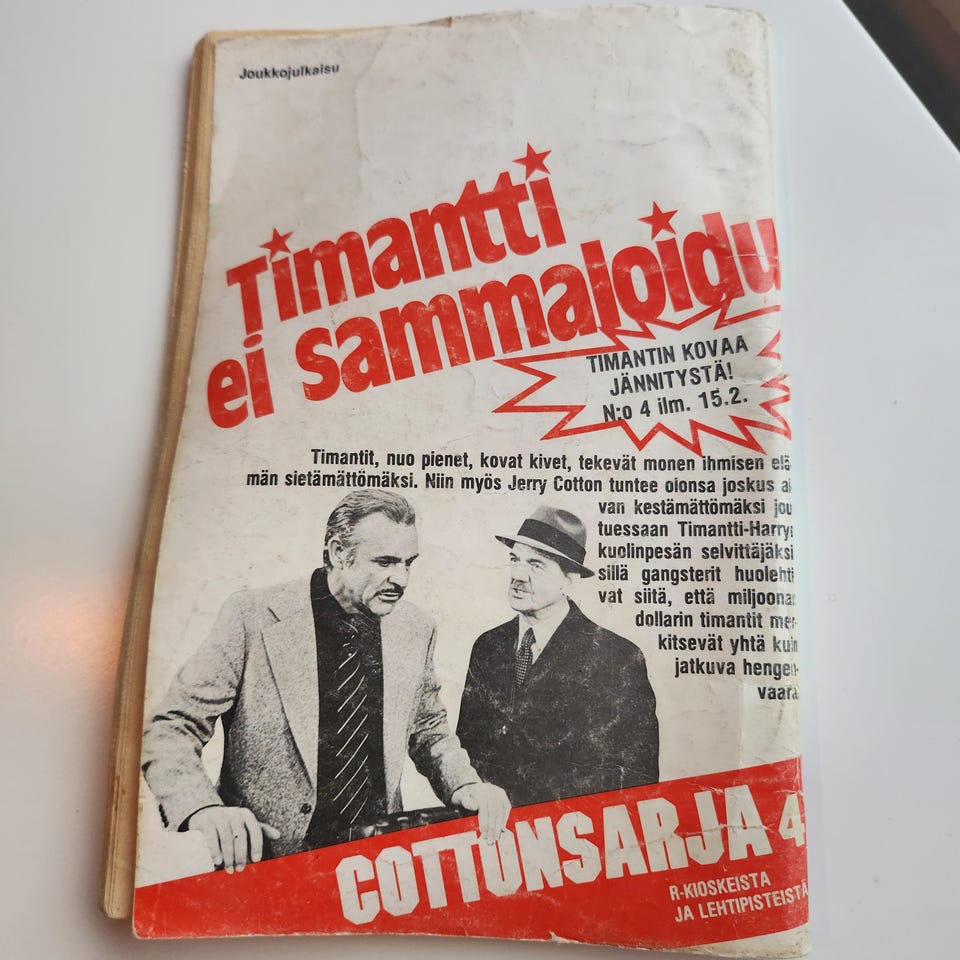 Joukkojulkaisu
Timantti
ei sammaloidu
TIMANTIN KOVAA
JÄNNITYSTÄ!
N:o 4 ilm. 15.2.
Timantit, nuo pienet, kovat kivet, tekevät monen ihmisen elä-
män sietämättömäksi. Niin myös Jerry Cotton tuntee olonsa joskus ai
van kestämättömäksi jou
tuessaan Timantti-Harry
kuolinpesän selvittäjäksi
sillä gangsterit huolehti
vat siitä, että miljoonan
dollarin timantit mer-
kitsevät yhtä kuin
jatkuva hengen-
vaara
COTTONSARJA 4
R-KIOSKEISTA
JA LEHTIPISTEISTÄ